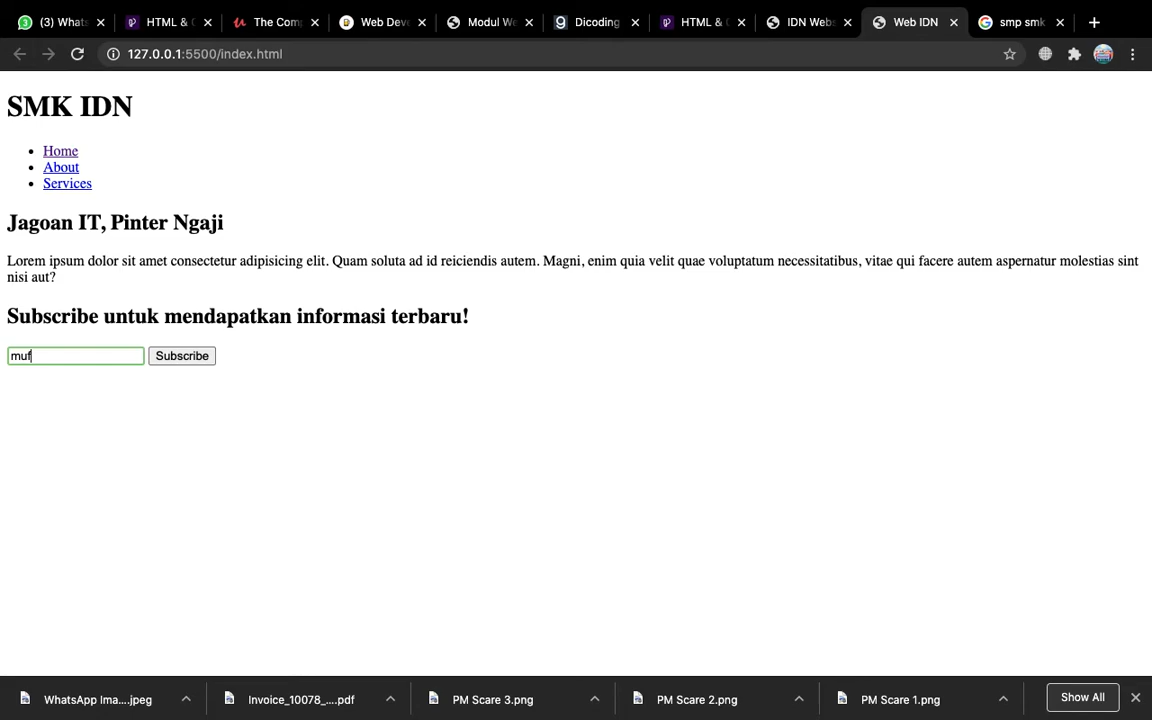 (3) Whats
HTML & C
The Com
Web Deve
Modul We
Dicoding
HTML & C
IDN Webs
Web IDN
smp smk
127.0.0.1:5500/index.html
SMK IDN
Home
About
Services
Jagoan IT, Pinter Ngaji
Lorem ipsum dolor sit amet consectetur adipisicing elit. Quam soluta ad id reiciendis autem. Magni, enim quia velit quae voluptatum necessitatibus, vitae qui facere autem aspernatur molestias sint
nisi aut?
Subscribe untuk mendapatkan informasi terbaru!
muf Subscribe
WhatsApp Ima....jpeg
Invoice_10078_....pdf
PM Scare 3.png
PM Scare 2.png
PM Scare 1.png
Show All